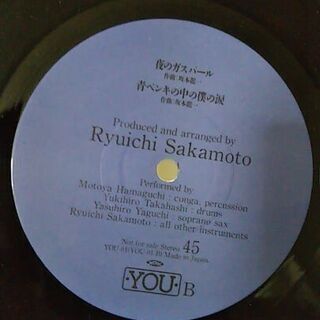 夜のガスパール
作曲:坂本龍一
青ペンキの中の僕の涙
作曲:坂本龍一
Produced and arranged by
Ryuichi Sakamoto
Performed by
Motoya Hamaguchi : conga, percussion
Yukihiro Takahashi : drums
Yasuhiro Yaguchi : soprano sax
Ryuichi Sakamoto : all other instruments
Not for sale Stereo 45
Made in Japan.
·YOU· B